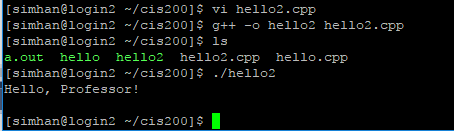 [simhan@login2 ~/cis200]$ vi hello2.cpp
[simhan@login2 ~/cis200]$ g++ -o hello2 hello2.cpp
[simhan@login2 ~/cis200]$ ls
a.out  hello  hello2  hello2.cpp  hello.cpp
[simhan@login2 ~/cis200]$ ./hello2
Hello, Professor!
[simhan@login2 ~/cis200]$